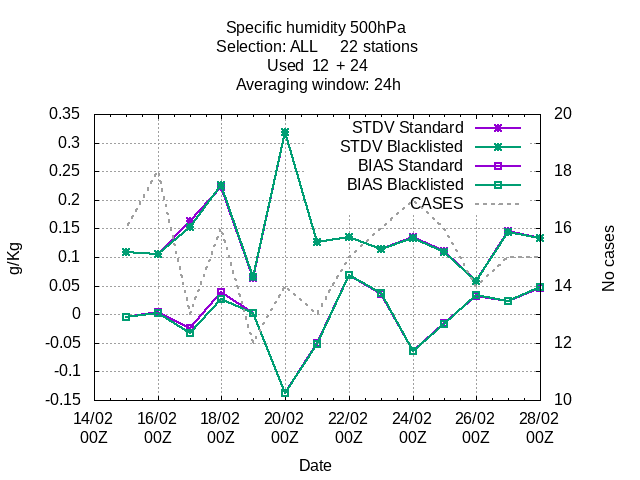 Specific humidity 500hPa
Selection: ALL 22 stations
Used 12 + 24
Averaging window: 24h
STDV Standard
STDV Blacklisted
BIAS Standard
BIAS Blacklisted
CASES
0.35
0.3
0.25
0.2
0.15
0.1
0.05
0
-0.05
-0.1
-0.15
g/Kg
20
18
16
14
12
10
No cases
14/02 16/02 18/02 20/02 22/02 24/02 26/02 28/02
00Z 00Z 00Z 00Z 00Z 00Z 00Z 00Z
Date